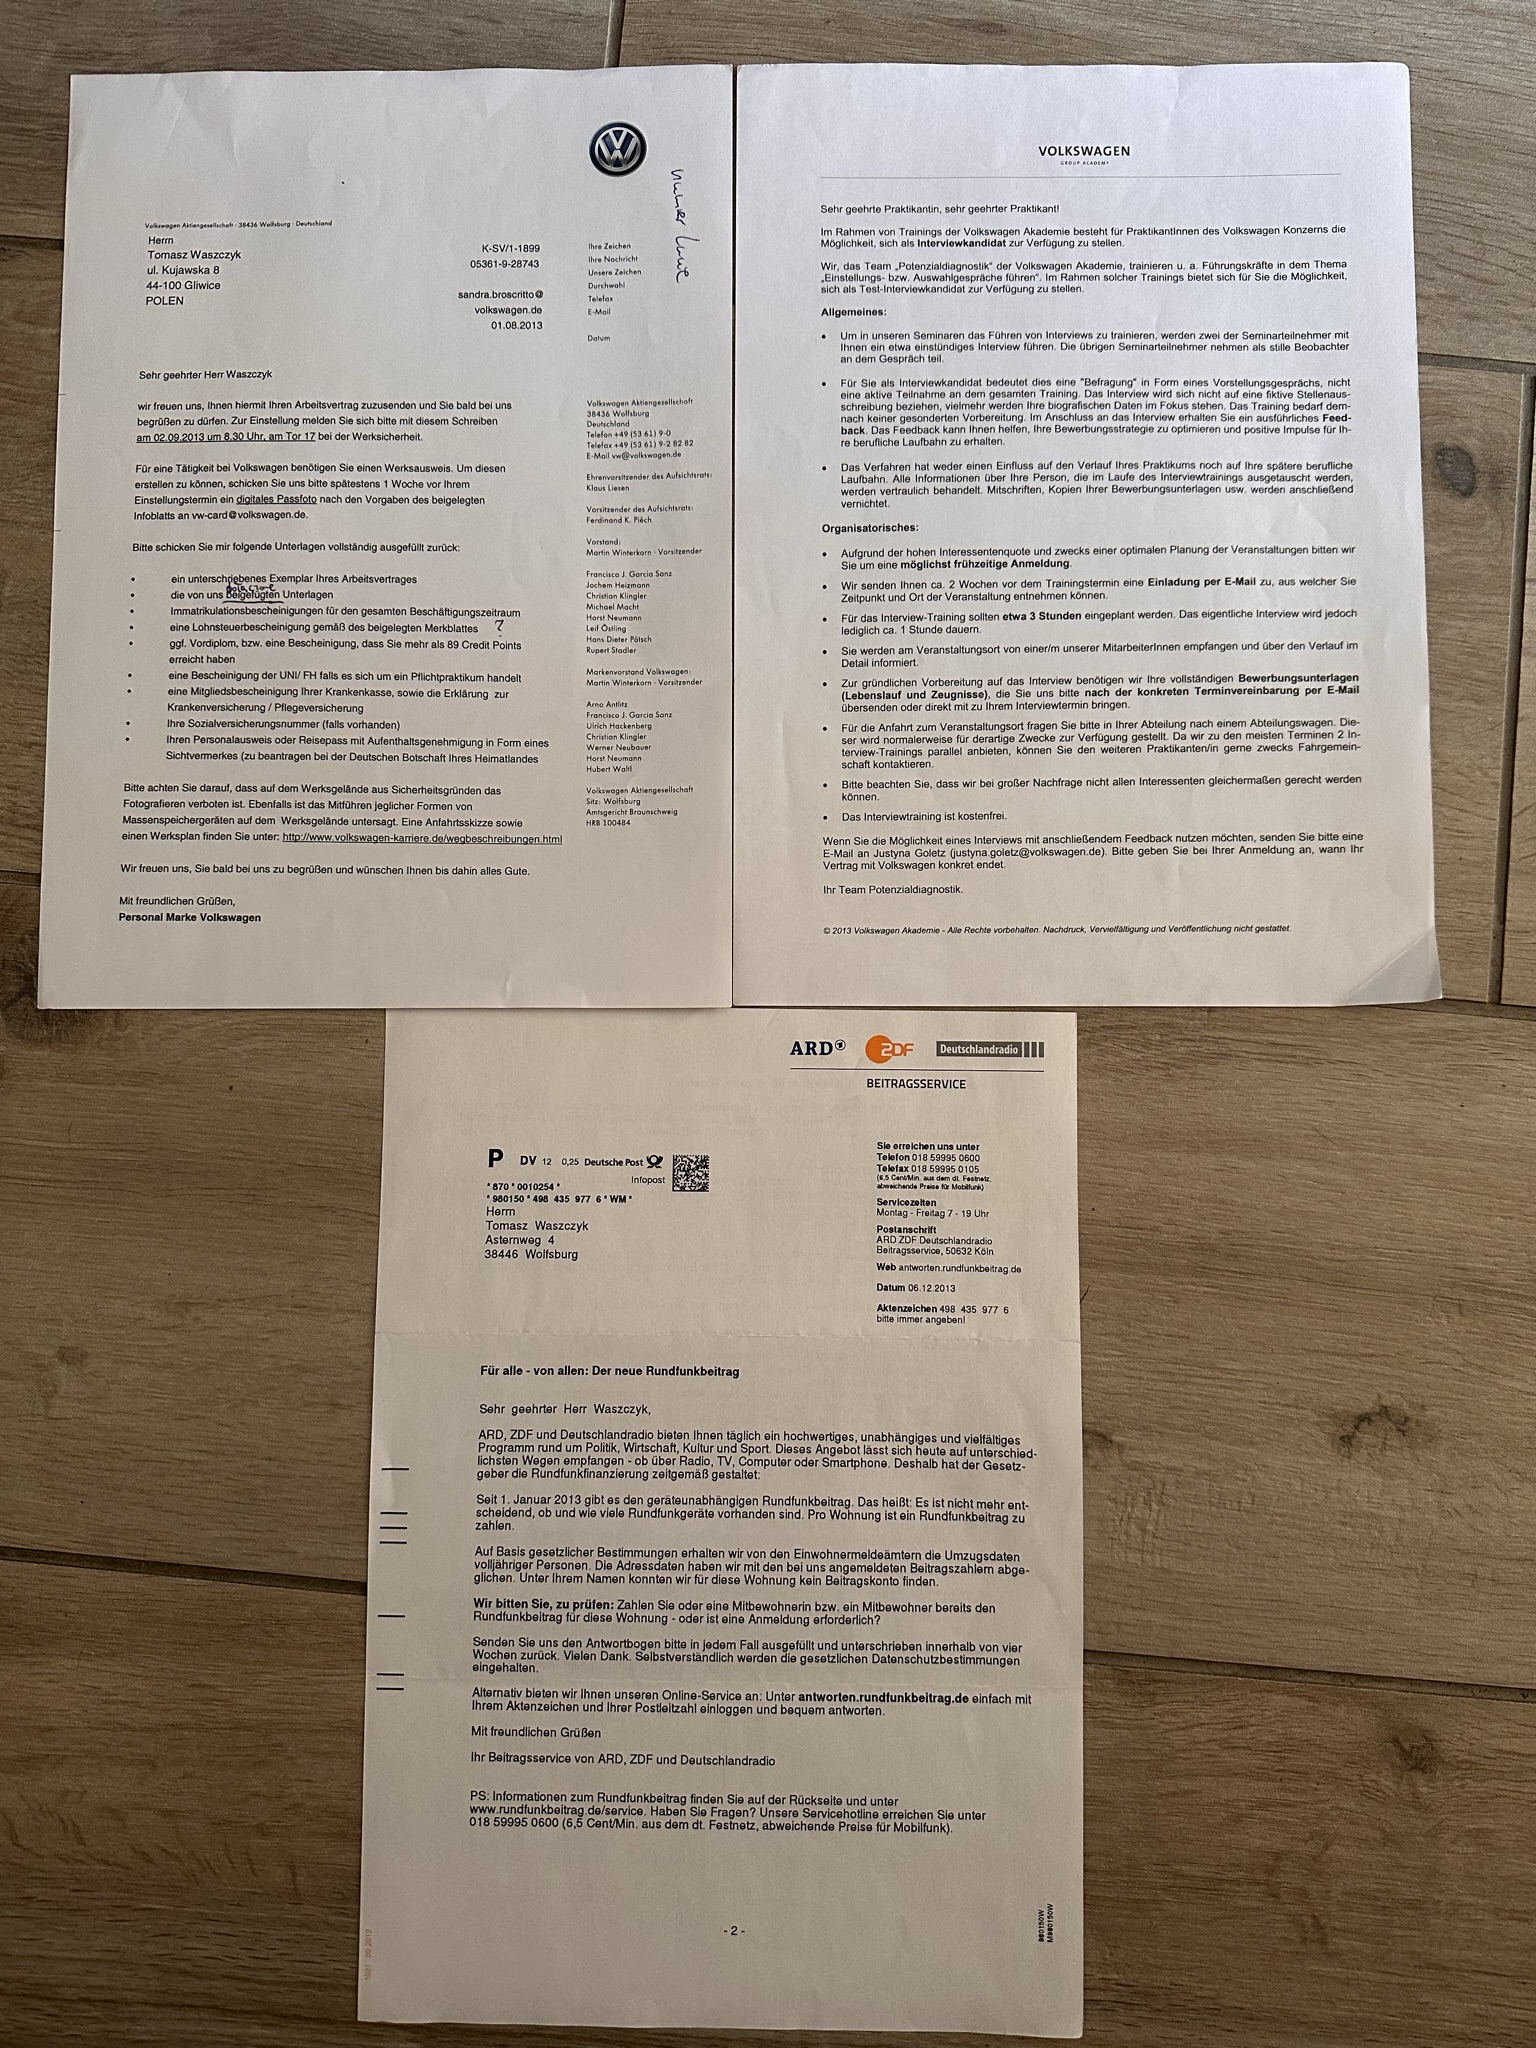 Volkswagen Aktiengesellschaft · 38436 Wolfsburg · Deutschland
Herrn
Tomasz Waszczyk
ul. Kujawska 8
44-100 Gliwice
POLEN
K-SV/1-1899
05361-9-28743
sandra.broscritto@
volkswagen.de
01.08.2013
Ihre Zeichen
Ihre Nachricht
Unsere Zeichen
Durchwahl
Telefax
E-Mail
Datum
Sehr geehrter Herr Waszczyk
wir freuen uns, Ihnen hiermit Ihren Arbeitsvertrag zuzusenden und Sie bald bei uns
begrüßen zu dürfen. Zur Einstellung melden Sie sich bitte mit diesem Schreiben
am 02.09.2013 um 8.30 Uhr, am Tor 17 bei der Werksicherheit.
Für eine Tätigkeit bei Volkswagen benötigen Sie einen Werksausweis. Um diesen
erstellen zu können, schicken Sie uns bitte spätestens 1 Woche vor Ihrem
Einstellungstermin ein digitales Passfoto nach den Vorgaben des beigelegten
Infoblatts an vw-card@volkswagen.de.
Bitte schicken Sie mir folgende Unterlagen vollständig ausgefüllt zurück:
• ein unterschriebenes Exemplar Ihres Arbeitsvertrages
• die von uns beigefügten Unterlagen
• Immatrikulationsbescheinigungen für den gesamten Beschäftigungszeitraum
• eine Lohnsteuerbescheinigung gemäß des beigelegten Merkblattes ?
• ggf. Vordiplom, bzw. eine Bescheinigung, dass Sie mehr als 89 Credit Points
erreicht haben
• eine Bescheinigung der UNI/ FH falls es sich um ein Pflichtpraktikum handelt
• eine Mitgliedsbescheinigung Ihrer Krankenkasse, sowie die Erklärung zur
Krankenversicherung / Pflegeversicherung
• Ihre Sozialversicherungsnummer (falls vorhanden)
• Ihren Personalausweis oder Reisepass mit Aufenthaltsgenehmigung in Form eines
Sichtvermerkes (zu beantragen bei der Deutschen Botschaft Ihres Heimatlandes
Bitte achten Sie darauf, dass auf dem Werksgelände aus Sicherheitsgründen das
Fotografieren verboten ist. Ebenfalls ist das Mitführen jeglicher Formen von
Massenspeichergeräten auf dem Werksgelände untersagt. Eine Anfahrtsskizze sowie
einen Werksplan finden Sie unter: http://www.volkswagen-karriere.de/wegbeschreibungen.html
Wir freuen uns, Sie bald bei uns zu begrüßen und wünschen Ihnen bis dahin alles Gute.
Mit freundlichen Grüßen,
Personal Marke Volkswagen
Volkswagen Aktiengesellschaft
38436 Wolfsburg
Deutschland
Telefon +49 (53 61) 9-0
Telefax +49 (53 61) 9-2 82 82
E-Mail vw@volkswagen.de
Ehrenvorsitzender des Aufsichtsrats:
Klaus Liesen
Vorsitzender des Aufsichtsrats:
Ferdinand K. Piëch
Vorstand:
Martin Winterkorn · Vorsitzender
Francisco J. Garcia Sanz
Jochem Heizmann
Christian Klingler
Michael Macht
Horst Neumann
Leif Östling
Hans Dieter Pötsch
Rupert Stadler
Markenvorstand Volkswagen:
Martin Winterkorn · Vorsitzender
Arno Antlitz
Francisco J. Garcia Sanz
Ulrich Hackenberg
Christian Klingler
Werner Neubauer
Horst Neumann
Hubert Waltl
Volkswagen Aktiengesellschaft
Sitz: Wolfsburg
Amtsgericht Braunschweig
HRB 100484
VOLKSWAGEN
GROUP ACADEMY
Sehr geehrte Praktikantin, sehr geehrter Praktikant!
Im Rahmen von Trainings der Volkswagen Akademie besteht für PraktikantInnen des Volkswagen Konzerns die
Möglichkeit, sich als Interviewkandidat zur Verfügung zu stellen.
Wir, das Team „Potenzialdiagnostik" der Volkswagen Akademie, trainieren u. a. Führungskräfte in dem Thema
„Einstellungs- bzw. Auswahlgespräche führen". Im Rahmen solcher Trainings bietet sich für Sie die Möglichkeit,
sich als Test-Interviewkandidat zur Verfügung zu stellen.
Allgemeines:
• Um in unseren Seminaren das Führen von Interviews zu trainieren, werden zwei der Seminarteilnehmer mit
Ihnen ein etwa einstündiges Interview führen. Die übrigen Seminarteilnehmer nehmen als stille Beobachter
an dem Gespräch teil.
• Für Sie als Interviewkandidat bedeutet dies eine "Befragung" in Form eines Vorstellungsgesprächs, nicht
eine aktive Teilnahme an dem gesamten Training. Das Interview wird sich nicht auf eine fiktive Stellenaus-
schreibung beziehen, vielmehr werden Ihre biografischen Daten im Fokus stehen. Das Training bedarf dem-
nach keiner gesonderten Vorbereitung. Im Anschluss an das Interview erhalten Sie ein ausführliches Feed-
back. Das Feedback kann Ihnen helfen, Ihre Bewerbungsstrategie zu optimieren und positive Impulse für Ih-
re berufliche Laufbahn zu erhalten.
• Das Verfahren hat weder einen Einfluss auf den Verlauf Ihres Praktikums noch auf Ihre spätere berufliche
Laufbahn. Alle Informationen über Ihre Person, die im Laufe des Interviewtrainings ausgetauscht werden,
werden vertraulich behandelt. Mitschriften, Kopien Ihrer Bewerbungsunterlagen usw. werden anschließend
vernichtet.
Organisatorisches:
• Aufgrund der hohen Interessentenquote und zwecks einer optimalen Planung der Veranstaltungen bitten wir
Sie um eine möglichst frühzeitige Anmeldung.
• Wir senden Ihnen ca. 2 Wochen vor dem Trainingstermin eine Einladung per E-Mail zu, aus welcher Sie
Zeitpunkt und Ort der Veranstaltung entnehmen können.
• Für das Interview-Training sollten etwa 3 Stunden eingeplant werden. Das eigentliche Interview wird jedoch
lediglich ca. 1 Stunde dauern.
• Sie werden am Veranstaltungsort von einer/m unserer MitarbeiterInnen empfangen und über den Verlauf im
Detail informiert.
• Zur gründlichen Vorbereitung auf das Interview benötigen wir Ihre vollständigen Bewerbungsunterlagen
(Lebenslauf und Zeugnisse), die Sie uns bitte nach der konkreten Terminvereinbarung per E-Mail
übersenden oder direkt mit zu Ihrem Interviewtermin bringen.
• Für die Anfahrt zum Veranstaltungsort fragen Sie bitte in Ihrer Abteilung nach einem Abteilungswagen. Die-
ser wird normalerweise für derartige Zwecke zur Verfügung gestellt. Da wir zu den meisten Terminen 2 In-
terview-Trainings parallel anbieten, können Sie den weiteren Praktikanten/in gerne zwecks Fahrgemein-
schaft kontaktieren.
• Bitte beachten Sie, dass wir bei großer Nachfrage nicht allen Interessenten gleichermaßen gerecht werden
können.
• Das Interviewtraining ist kostenfrei.
Wenn Sie die Möglichkeit eines Interviews mit anschließendem Feedback nutzen möchten, senden Sie bitte eine
E-Mail an Justyna Goletz (justyna.goletz@volkswagen.de). Bitte geben Sie bei Ihrer Anmeldung an, wann Ihr
Vertrag mit Volkswagen konkret endet.
Ihr Team Potenzialdiagnostik.
© 2013 Volkswagen Akademie - Alle Rechte vorbehalten. Nachdruck, Vervielfältigung und Veröffentlichung nicht gestattet.
ARD ZDF Deutschlandradio
BEITRAGSSERVICE
P DV 12 0,25 Deutsche Post
Infopost
*870*0010254*
*980150*498 435 977 6*WM*
Herrn
Tomasz Waszczyk
Asternweg 4
38446 Wolfsburg
Sie erreichen uns unter
Telefon 018 59995 0600
Telefax 018 59995 0105
(6,5 Cent/Min. aus dem dt. Festnetz,
abweichende Preise für Mobilfunk)
Servicezeiten
Montag - Freitag 7 - 19 Uhr
Postanschrift
ARD ZDF Deutschlandradio
Beitragsservice, 50632 Köln
Web antworten.rundfunkbeitrag.de
Datum 06.12.2013
Aktenzeichen 498 435 977 6
bitte immer angeben!
Für alle - von allen: Der neue Rundfunkbeitrag
Sehr geehrter Herr Waszczyk,
ARD, ZDF und Deutschlandradio bieten Ihnen täglich ein hochwertiges, unabhängiges und vielfältiges
Programm rund um Politik, Wirtschaft, Kultur und Sport. Dieses Angebot lässt sich heute auf unterschied-
lichsten Wegen empfangen - ob über Radio, TV, Computer oder Smartphone. Deshalb hat der Gesetz-
geber die Rundfunkfinanzierung zeitgemäß gestaltet:
Seit 1. Januar 2013 gibt es den geräteunabhängigen Rundfunkbeitrag. Das heißt: Es ist nicht mehr ent-
scheidend, ob und wie viele Rundfunkgeräte vorhanden sind. Pro Wohnung ist ein Rundfunkbeitrag zu
zahlen.
Auf Basis gesetzlicher Bestimmungen erhalten wir von den Einwohnermeldeämtern die Umzugsdaten
volljähriger Personen. Die Adressdaten haben wir mit den bei uns angemeldeten Beitragszahlern abge-
glichen. Unter Ihrem Namen konnten wir für diese Wohnung kein Beitragskonto finden.
Wir bitten Sie, zu prüfen: Zahlen Sie oder eine Mitbewohnerin bzw. ein Mitbewohner bereits den
Rundfunkbeitrag für diese Wohnung - oder ist eine Anmeldung erforderlich?
Senden Sie uns den Antwortbogen bitte in jedem Fall ausgefüllt und unterschrieben innerhalb von vier
Wochen zurück. Vielen Dank. Selbstverständlich werden die gesetzlichen Datenschutzbestimmungen
eingehalten.
Alternativ bieten wir Ihnen unseren Online-Service an: Unter antworten.rundfunkbeitrag.de einfach mit
Ihrem Aktenzeichen und Ihrer Postleitzahl einloggen und bequem antworten.
Mit freundlichen Grüßen
Ihr Beitragsservice von ARD, ZDF und Deutschlandradio
PS: Informationen zum Rundfunkbeitrag finden Sie auf der Rückseite und unter
www.rundfunkbeitrag.de/service. Haben Sie Fragen? Unsere Servicehotline erreichen Sie unter
018 59995 0600 (6,5 Cent/Min. aus dem dt. Festnetz, abweichende Preise für Mobilfunk).
- 2 -
980150W
M980150W